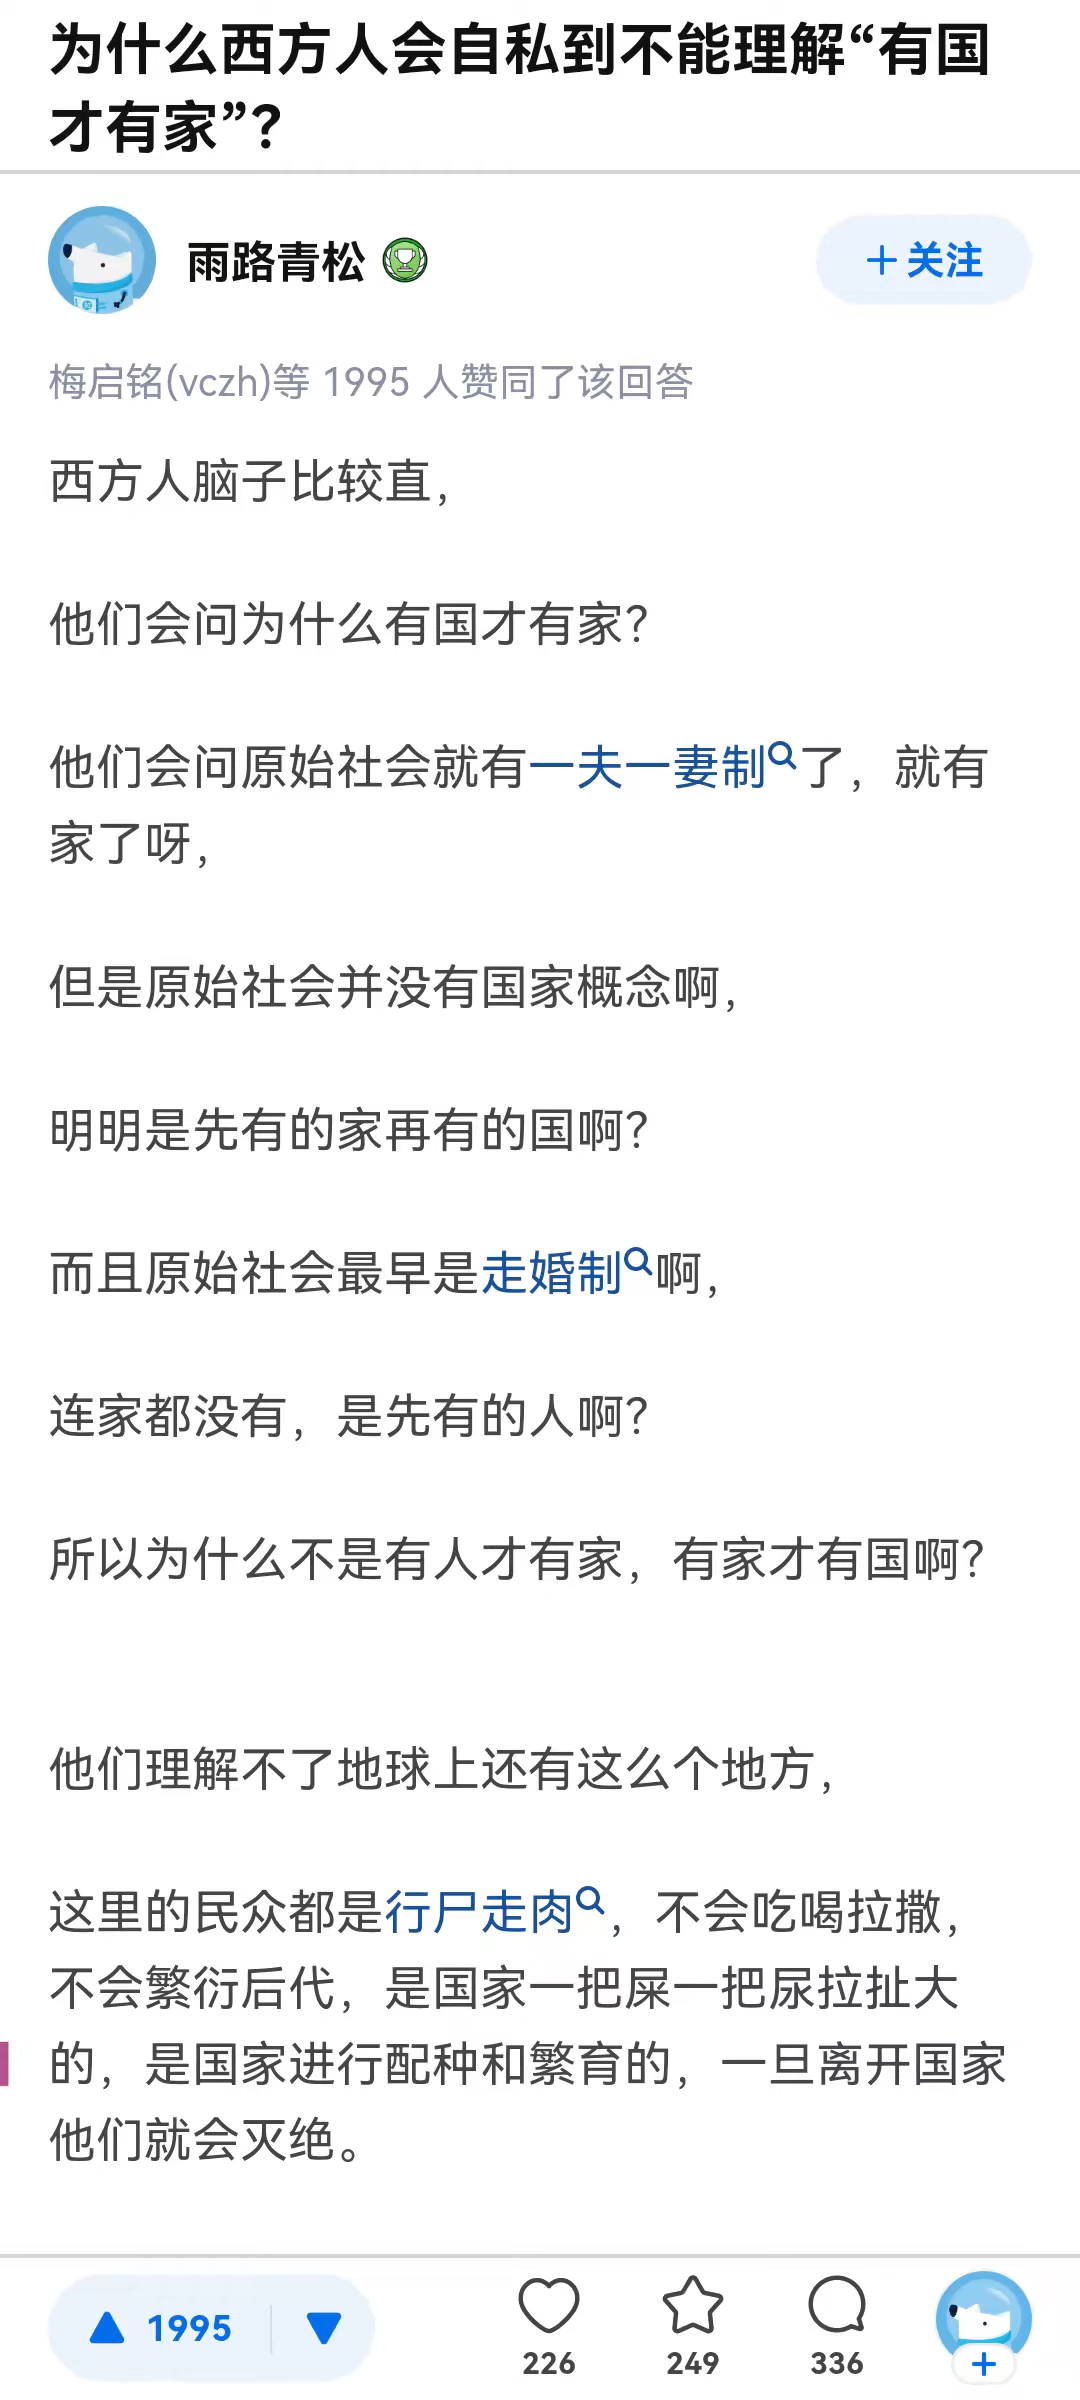 为什么西方人会自私到不能理解“有国
才有家”？
雨路青松
＋关注
梅启铭(vczh)等 1995 人赞同了该回答
西方人脑子比较直，
他们会问为什么有国才有家？
他们会问原始社会就有一夫一妻制了，就有
家了呀，
但是原始社会并没有国家概念啊，
明明是先有的家再有的国啊？
而且原始社会最早是走婚制啊，
连家都没有，是先有的人啊？
所以为什么不是有人才有家，有家才有国啊？
他们理解不了地球上还有这么个地方，
这里的民众都是行尸走肉，不会吃喝拉撒，
不会繁衍后代，是国家一把屎一把尿拉扯大
的，是国家进行配种和繁育的，一旦离开国家
他们就会灭绝。
1995
226
249
336